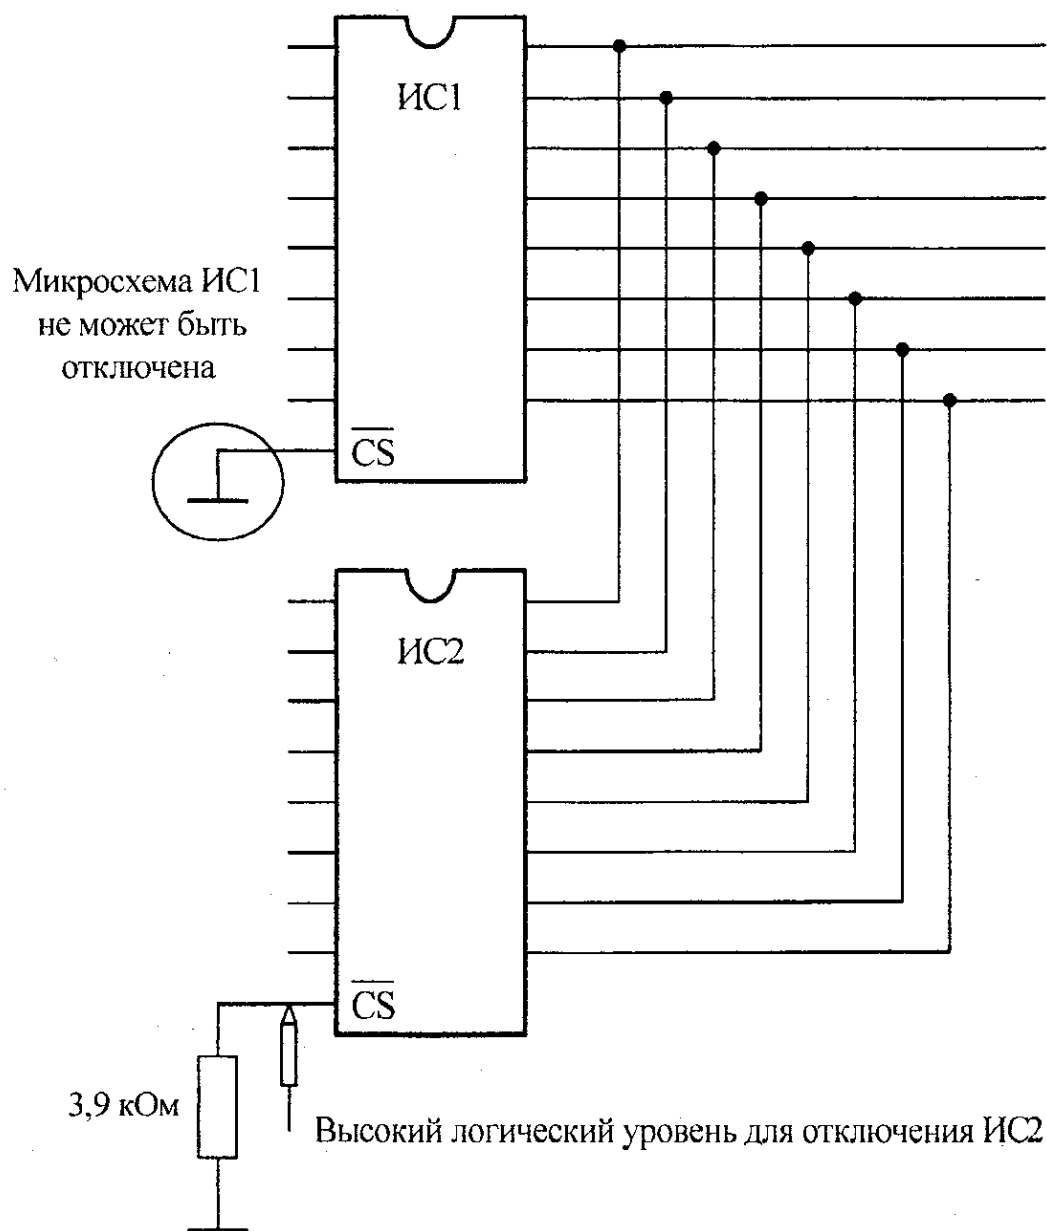 ИС1
Микросхема ИС1
не может быть
отключена
CS
ИС2
CS
3,9 кОм
Высокий логический уровень для отключения ИС2